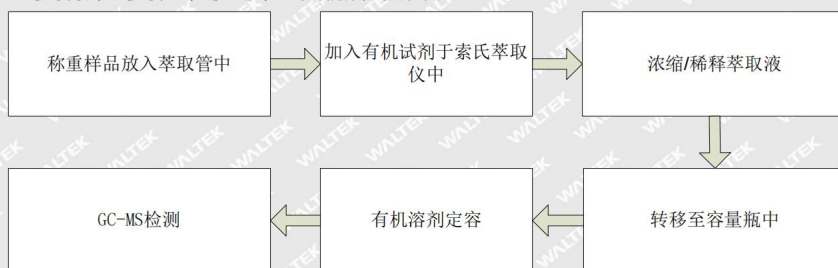 称重样品放入萃取管中
加入有机试剂于索氏萃取
仪中
浓缩/稀释萃取液
GC-MS检测
有机溶剂定容
转移至容量瓶中